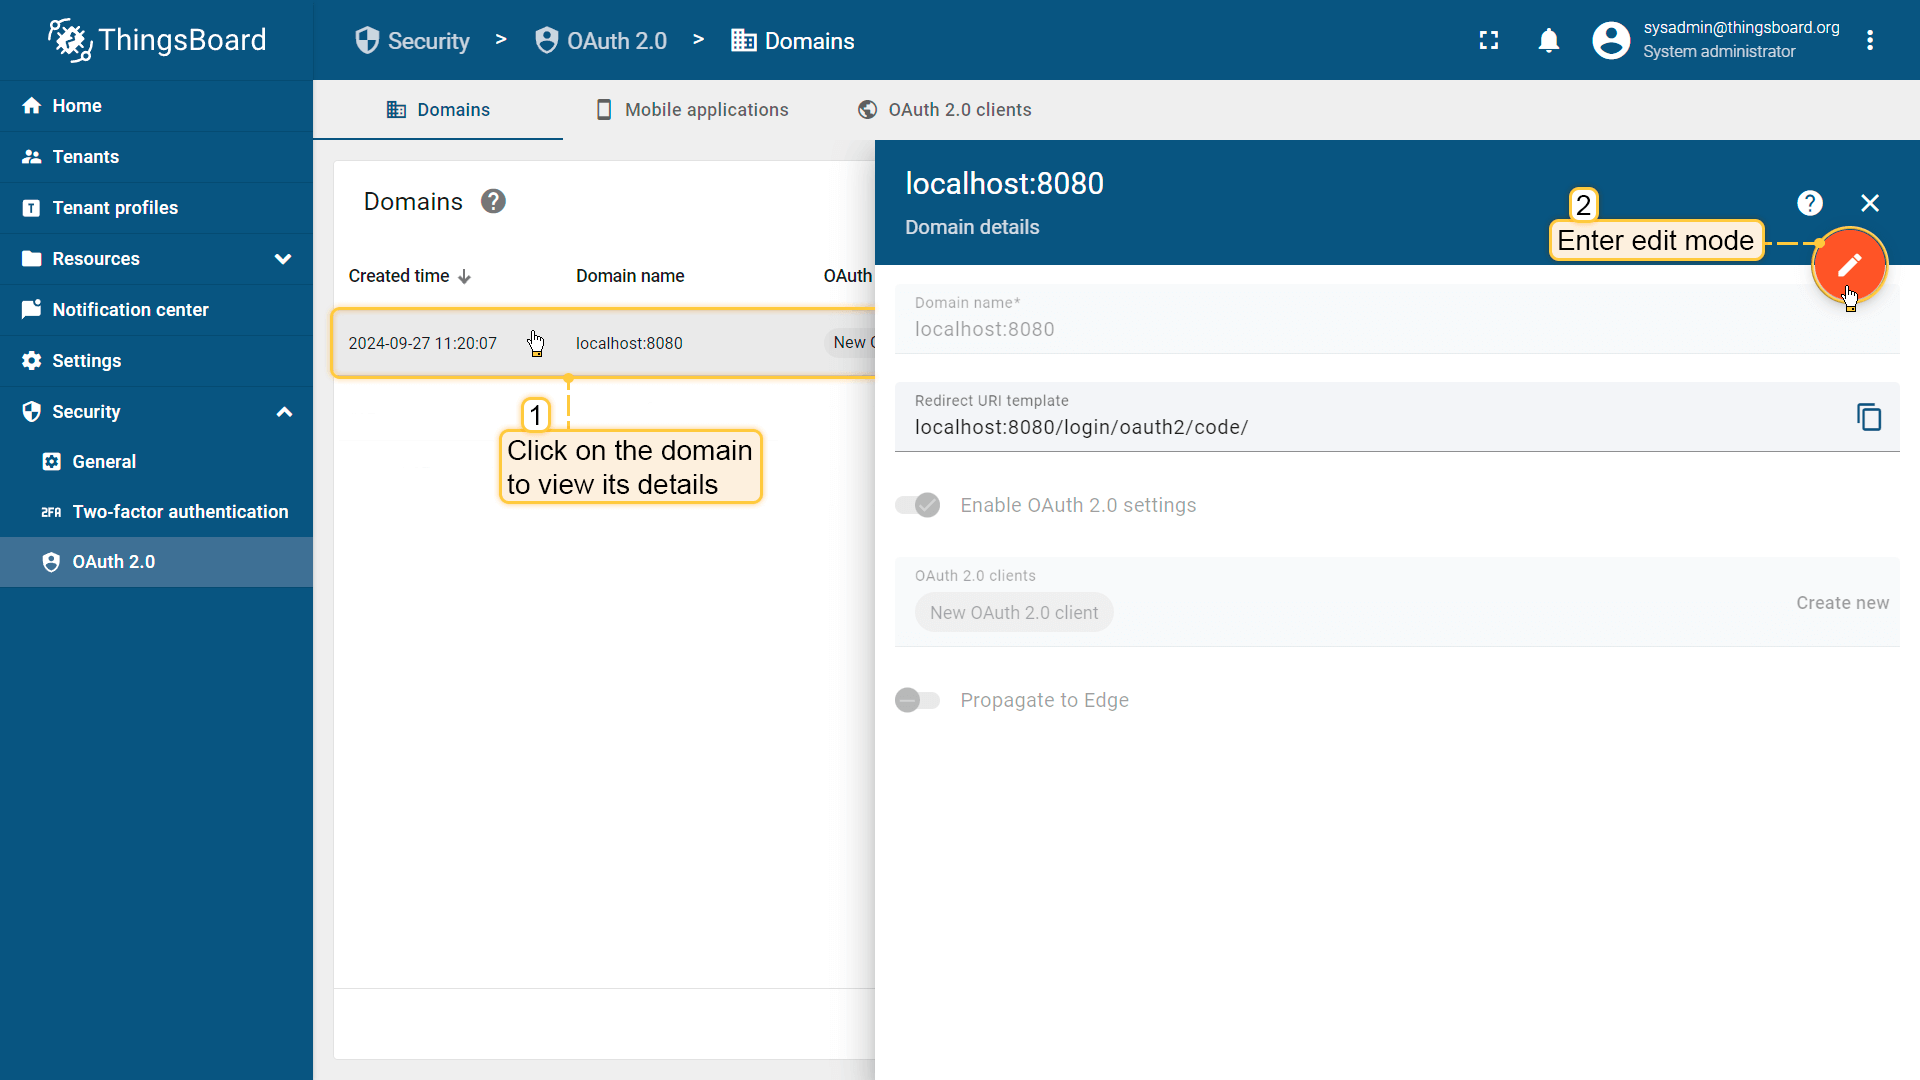 ThingsBoard
Security > OAuth 2.0 > Domains
sysadmin@thingsboard.org
System administrator
Home
Tenants
Tenant profiles
Resources
Notification center
Settings
Security
General
2FA Two-factor authentication
OAuth 2.0
Domains
Mobile applications
OAuth 2.0 clients
Domains
Created time
Domain name
OAuth
2024-09-27 11:20:07
localhost:8080
New
1
Click on the domain
to view its details
localhost:8080
Domain details
2
Enter edit mode
Domain name*
localhost:8080
Redirect URI template
localhost:8080/login/oauth2/code/
Enable OAuth 2.0 settings
OAuth 2.0 clients
New OAuth 2.0 client
Create new
Propagate to Edge